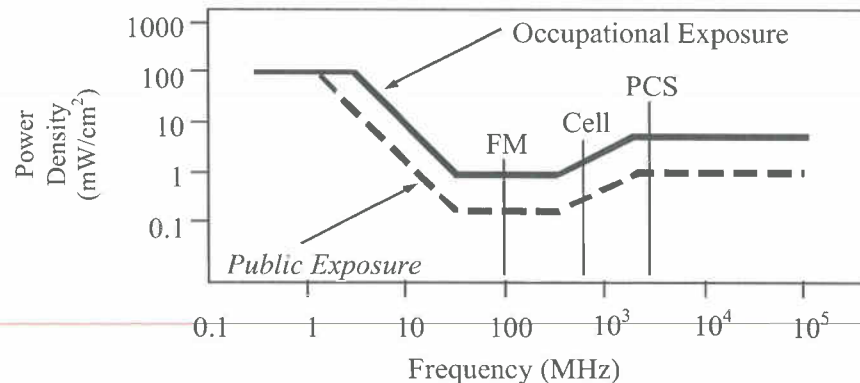 1000
Occupational Exposure
100
PCS
Power
Density
(mW/cm²)
10
Cell
FM
1
0.1
Public Exposure
0.1 1 10 100 10³ 10⁴ 10⁵
Frequency (MHz)